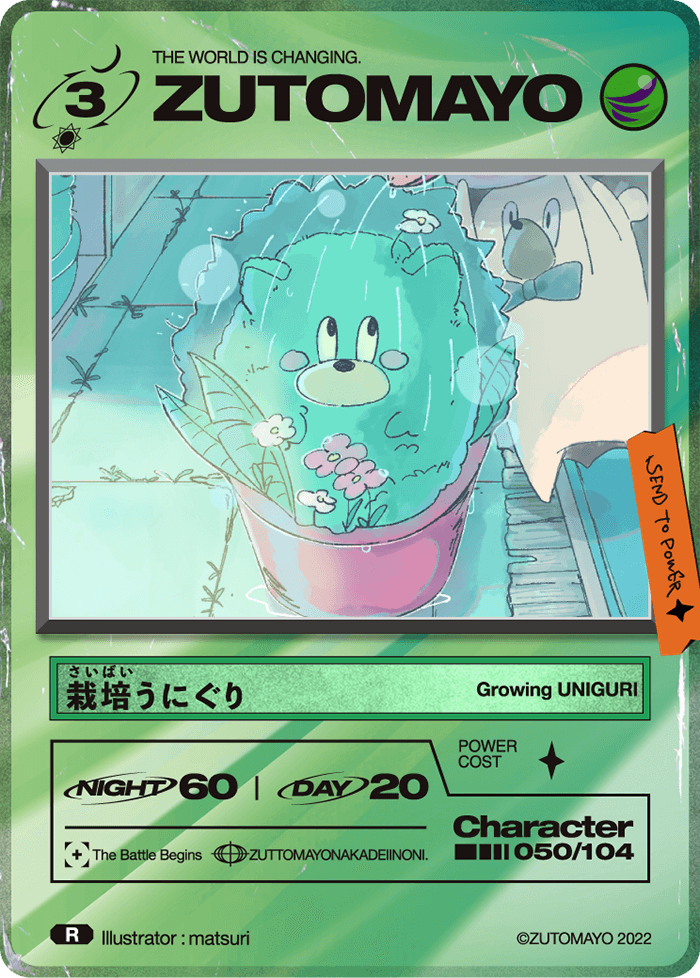 THE WORLD IS CHANGING.
3
ZUTOMAYO
SEND TO POWER
さいばい
栽培うにぐり
Growing UNIGURI
NIGHT 60 | DAY 20
POWER
COST
The Battle Begins
ZUTTOMAYONAKADEIINONI.
Character
050/104
R
Illustrator : matsuri
©ZUTOMAYO 2022